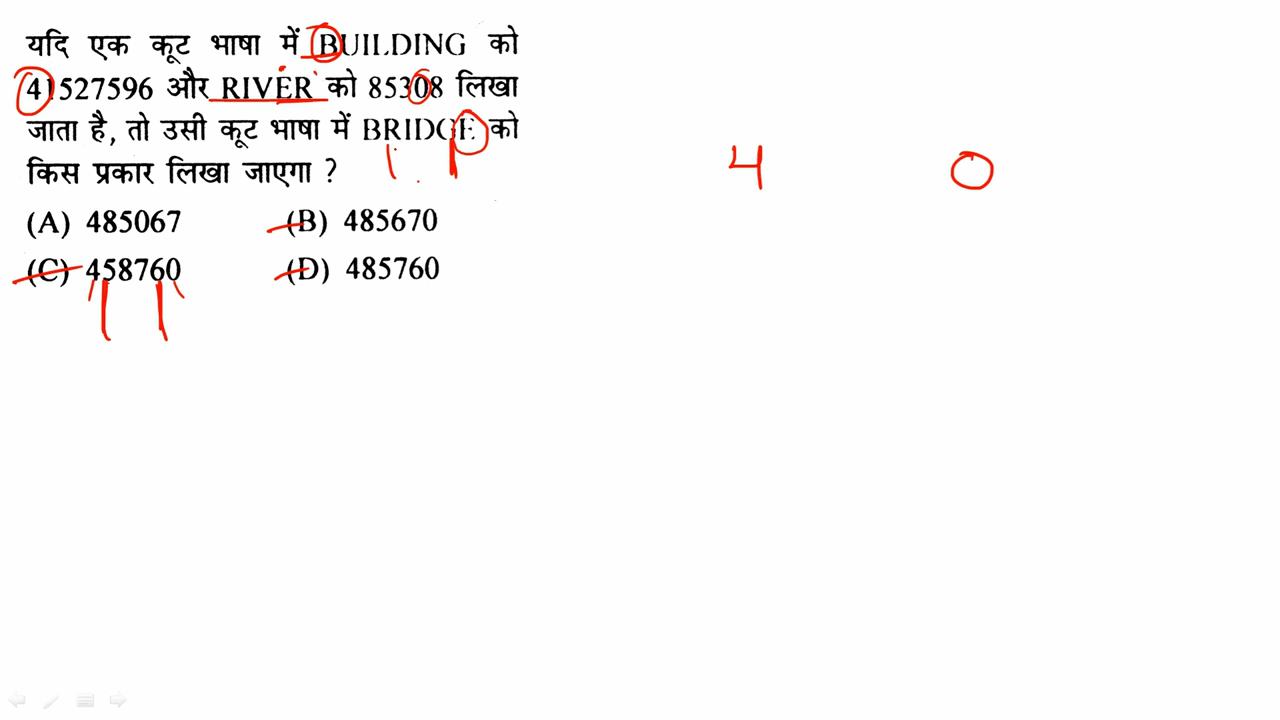 यदि एक कूट भाषा में BUILDING को
41527596 और RIVER को 85308 लिखा
जाता है, तो उसी कूट भाषा में BRIDGE को
किस प्रकार लिखा जाएगा ?
4 0
(A) 485067 (B) 485670
(C) 458760 (D) 485760